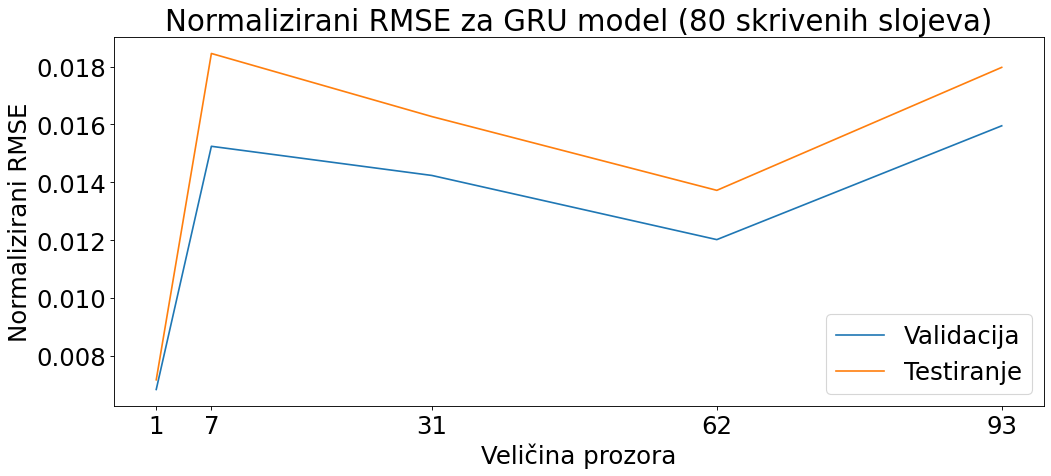 Normalizirani RMSE za GRU model (80 skrivenih slojeva)
Normalizirani RMSE
0.018
0.016
0.014
0.012
0.010
0.008
Validacija
Testiranje
1 7 31 62 93
Veličina prozora